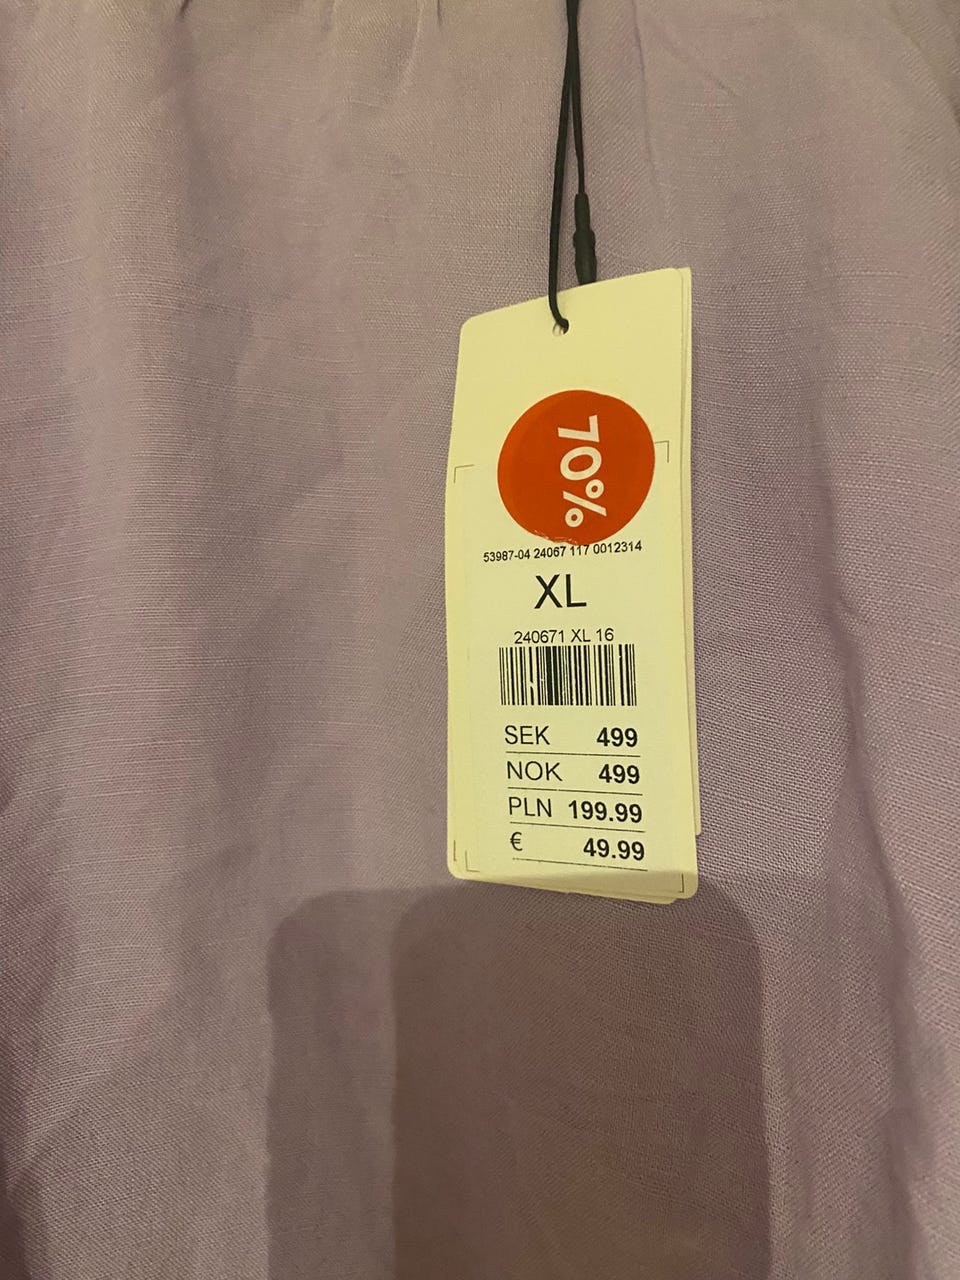 70%
53987-04 24067 117 0012314
XL
240671 XL 16
SEK 499
NOK 499
PLN 199.99
€ 49.99